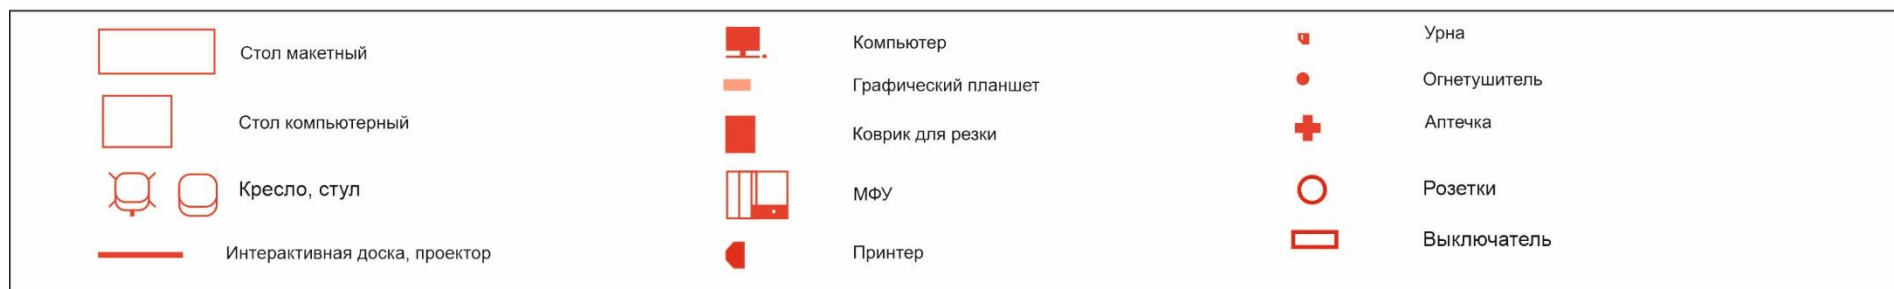 Стол макетный
Стол компьютерный
Кресло, стул
Интерактивная доска, проектор
Компьютер
Графический планшет
Коврик для резки
МФУ
Принтер
Урна
Огнетушитель
Аптечка
Розетки
Выключатель